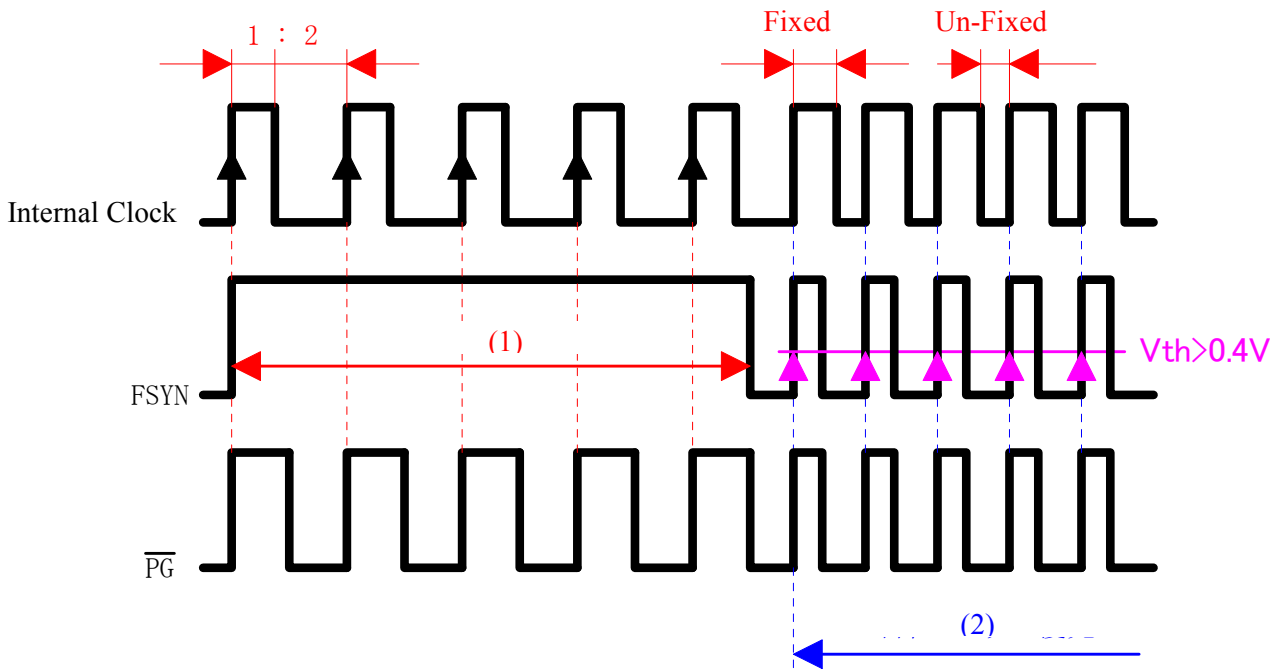 1 : 2
Fixed
Un-Fixed
Internal Clock
(1)
Vth>0.4V
FSYN
PG
(2)